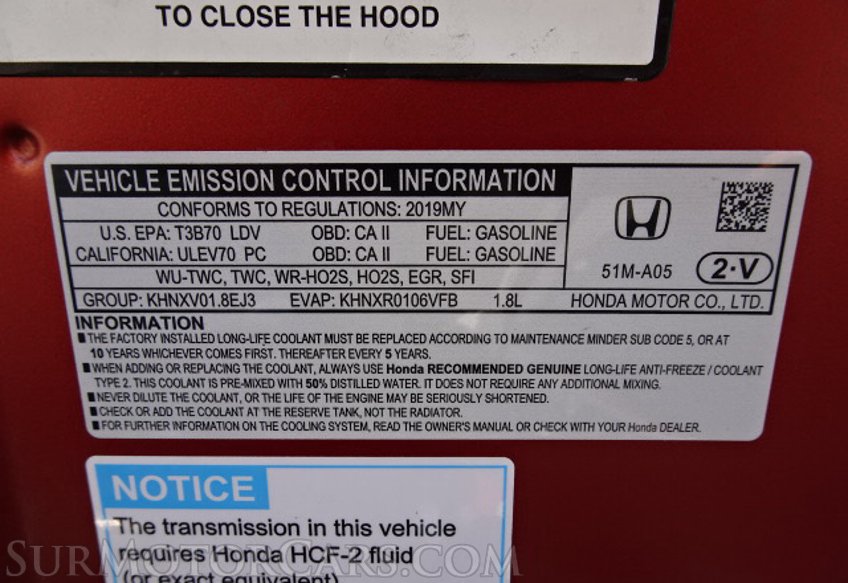 TO CLOSE THE HOOD
VEHICLE EMISSION CONTROL INFORMATION
CONFORMS TO REGULATIONS: 2019MY
U.S. EPA: T3B70 LDV OBD: CA II FUEL: GASOLINE
CALIFORNIA: ULEV70 PC OBD: CA II FUEL: GASOLINE
WU-TWC, TWC, WR-HO2S, HO2S, EGR, SFI
51M-A05 2·V
GROUP: KHNXV01.8EJ3 EVAP: KHNXR0106VFB 1.8L HONDA MOTOR CO., LTD.
INFORMATION
■ THE FACTORY INSTALLED LONG-LIFE COOLANT MUST BE REPLACED ACCORDING TO MAINTENANCE MINDER SUB CODE 5, OR AT
10 YEARS WHICHEVER COMES FIRST. THEREAFTER EVERY 5 YEARS.
■ WHEN ADDING OR REPLACING THE COOLANT, ALWAYS USE Honda RECOMMENDED GENUINE LONG-LIFE ANTI-FREEZE / COOLANT
TYPE 2. THIS COOLANT IS PRE-MIXED WITH 50% DISTILLED WATER. IT DOES NOT REQUIRE ANY ADDITIONAL MIXING.
■ NEVER DILUTE THE COOLANT, OR THE LIFE OF THE ENGINE MAY BE SERIOUSLY SHORTENED.
■ CHECK OR ADD THE COOLANT AT THE RESERVE TANK, NOT THE RADIATOR.
■ FOR FURTHER INFORMATION ON THE COOLING SYSTEM, READ THE OWNER'S MANUAL OR CHECK WITH YOUR Honda DEALER.
NOTICE
The transmission in this vehicle
requires Honda HCF-2 fluid
(or exact equivalent)
SurMotorCars.com